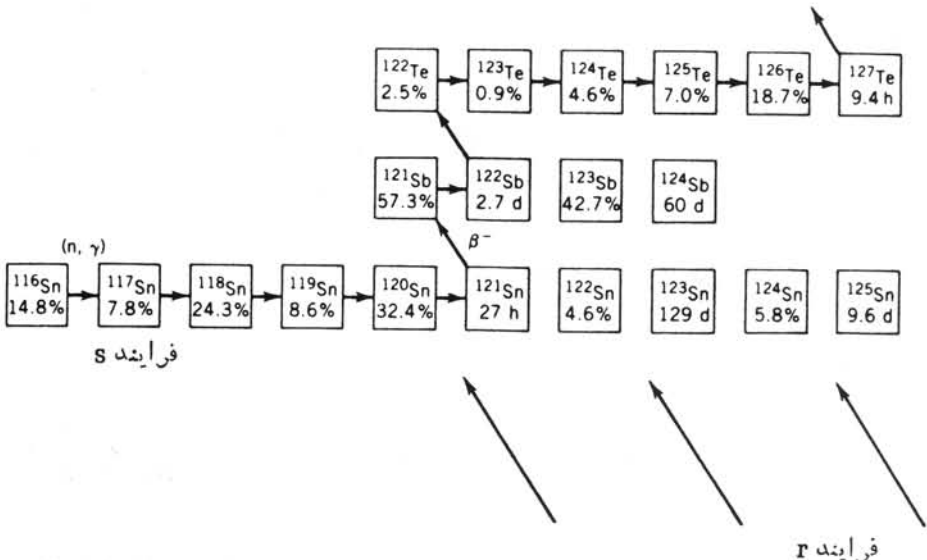 ¹²²Te ¹²³Te ¹²⁴Te ¹²⁵Te ¹²⁶Te ¹²⁷Te
2.5% 0.9% 4.6% 7.0% 18.7% 9.4 h
¹²¹Sb ¹²²Sb ¹²³Sb ¹²⁴Sb
57.3% 2.7 d 42.7% 60 d
β⁻
(n, γ)
¹¹⁶Sn ¹¹⁷Sn ¹¹⁸Sn ¹¹⁹Sn ¹²⁰Sn ¹²¹Sn ¹²²Sn ¹²³Sn ¹²⁴Sn ¹²⁵Sn
14.8% 7.8% 24.3% 8.6% 32.4% 27 h 4.6% 129 d 5.8% 9.6 d
فرایند s
فرایند r